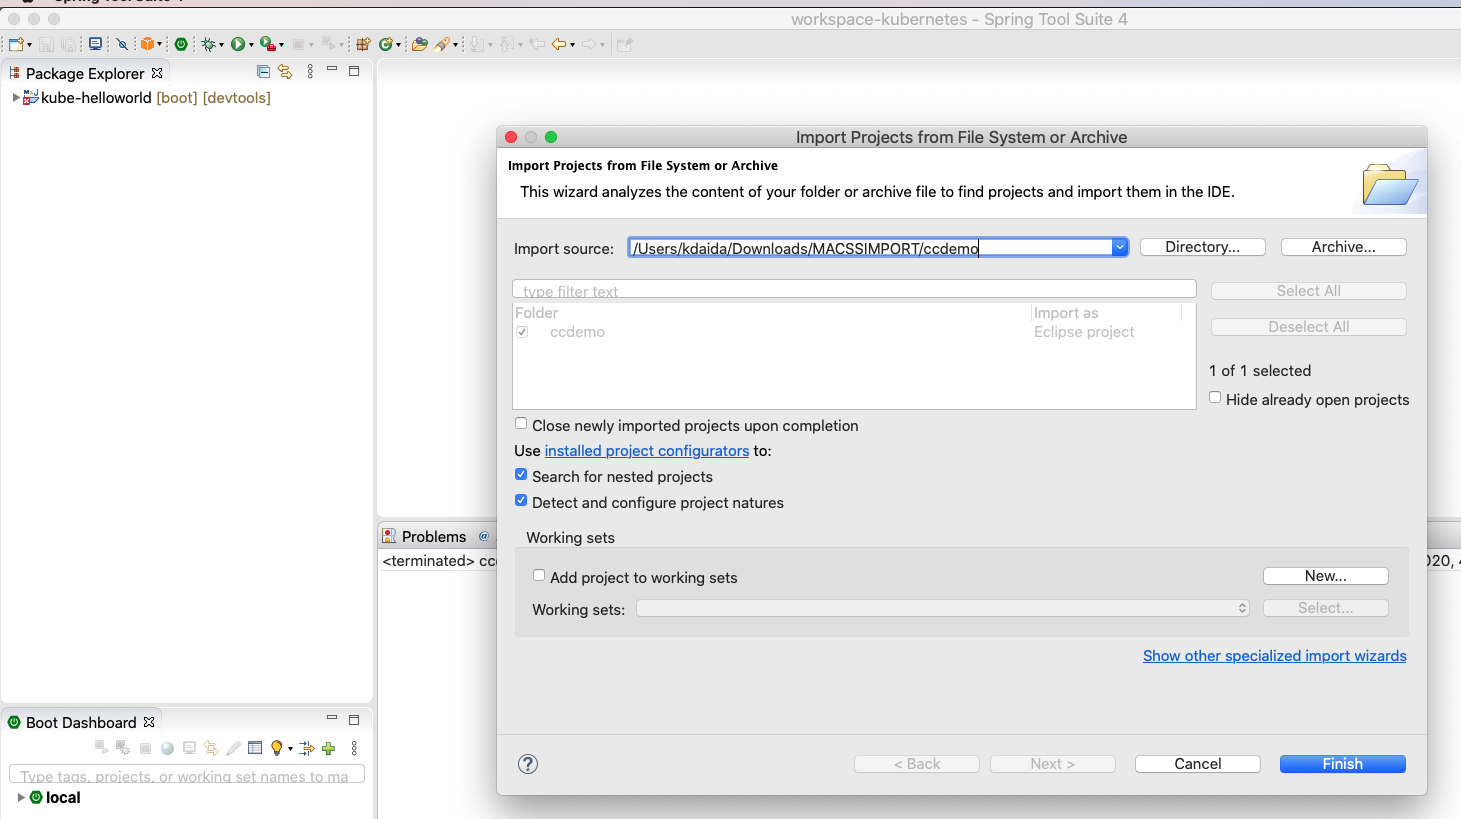 Spring Tool Suite 4
workspace-kubernetes - Spring Tool Suite 4
Package Explorer
kube-helloworld [boot] [devtools]
Import Projects from File System or Archive
Import Projects from File System or Archive
This wizard analyzes the content of your folder or archive file to find projects and import them in the IDE.
Import source: /Users/kdaida/Downloads/MACSSIMPORT/ccdemo Directory... Archive...
type filter text Select All
Folder Import as
ccdemo Eclipse project
Deselect All
1 of 1 selected
Hide already open projects
Close newly imported projects upon completion
Use installed project configurators to:
Search for nested projects
Detect and configure project natures
Problems @
Working sets
<terminated> cc 020,
Add project to working sets New...
Working sets: Select...
Show other specialized import wizards
Boot Dashboard
Type tags, projects, or working set names to ma
local
? < Back Next > Cancel Finish